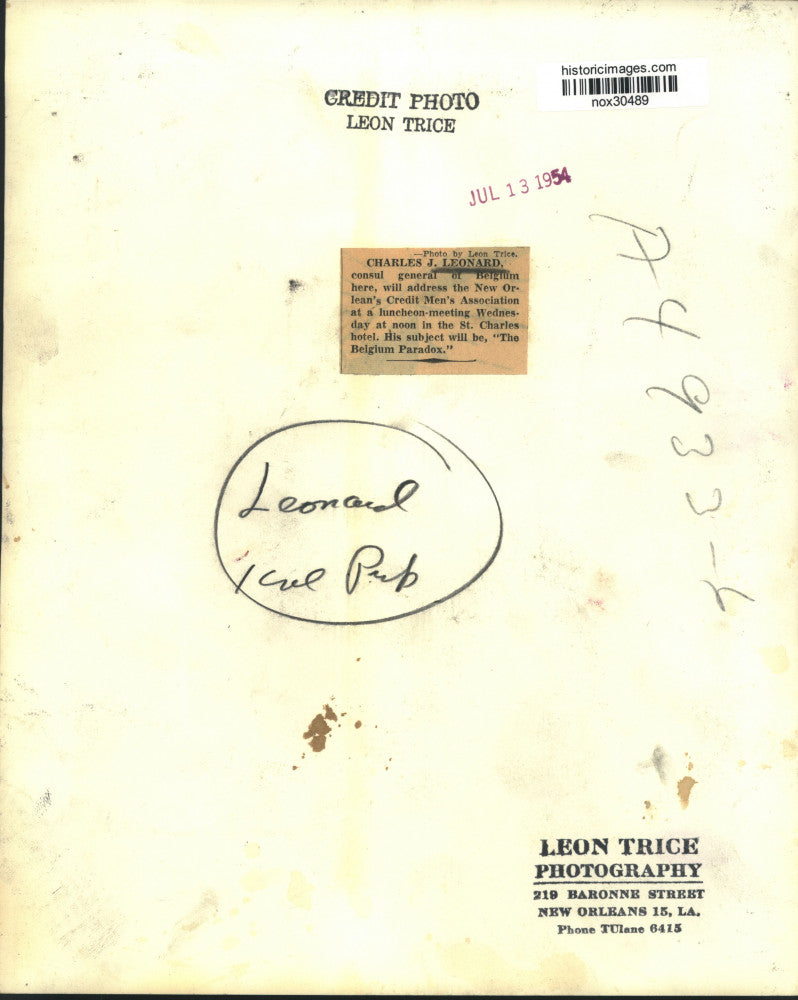 historicimages.com
nox30489
CREDIT PHOTO
LEON TRICE
JUL 13 1954
—Photo by Leon Trice.
CHARLES J. LEONARD,
consul general of Belgium
here, will address the New Or-
lean's Credit Men's Association
at a luncheon-meeting Wednes-
day at noon in the St. Charles
hotel. His subject will be, "The
Belgium Paradox."
Leonard
1 col
A4933-
LEON TRICE
PHOTOGRAPHY
219 BARONNE STREET
NEW ORLEANS 15, LA.
Phone TUlane 6415